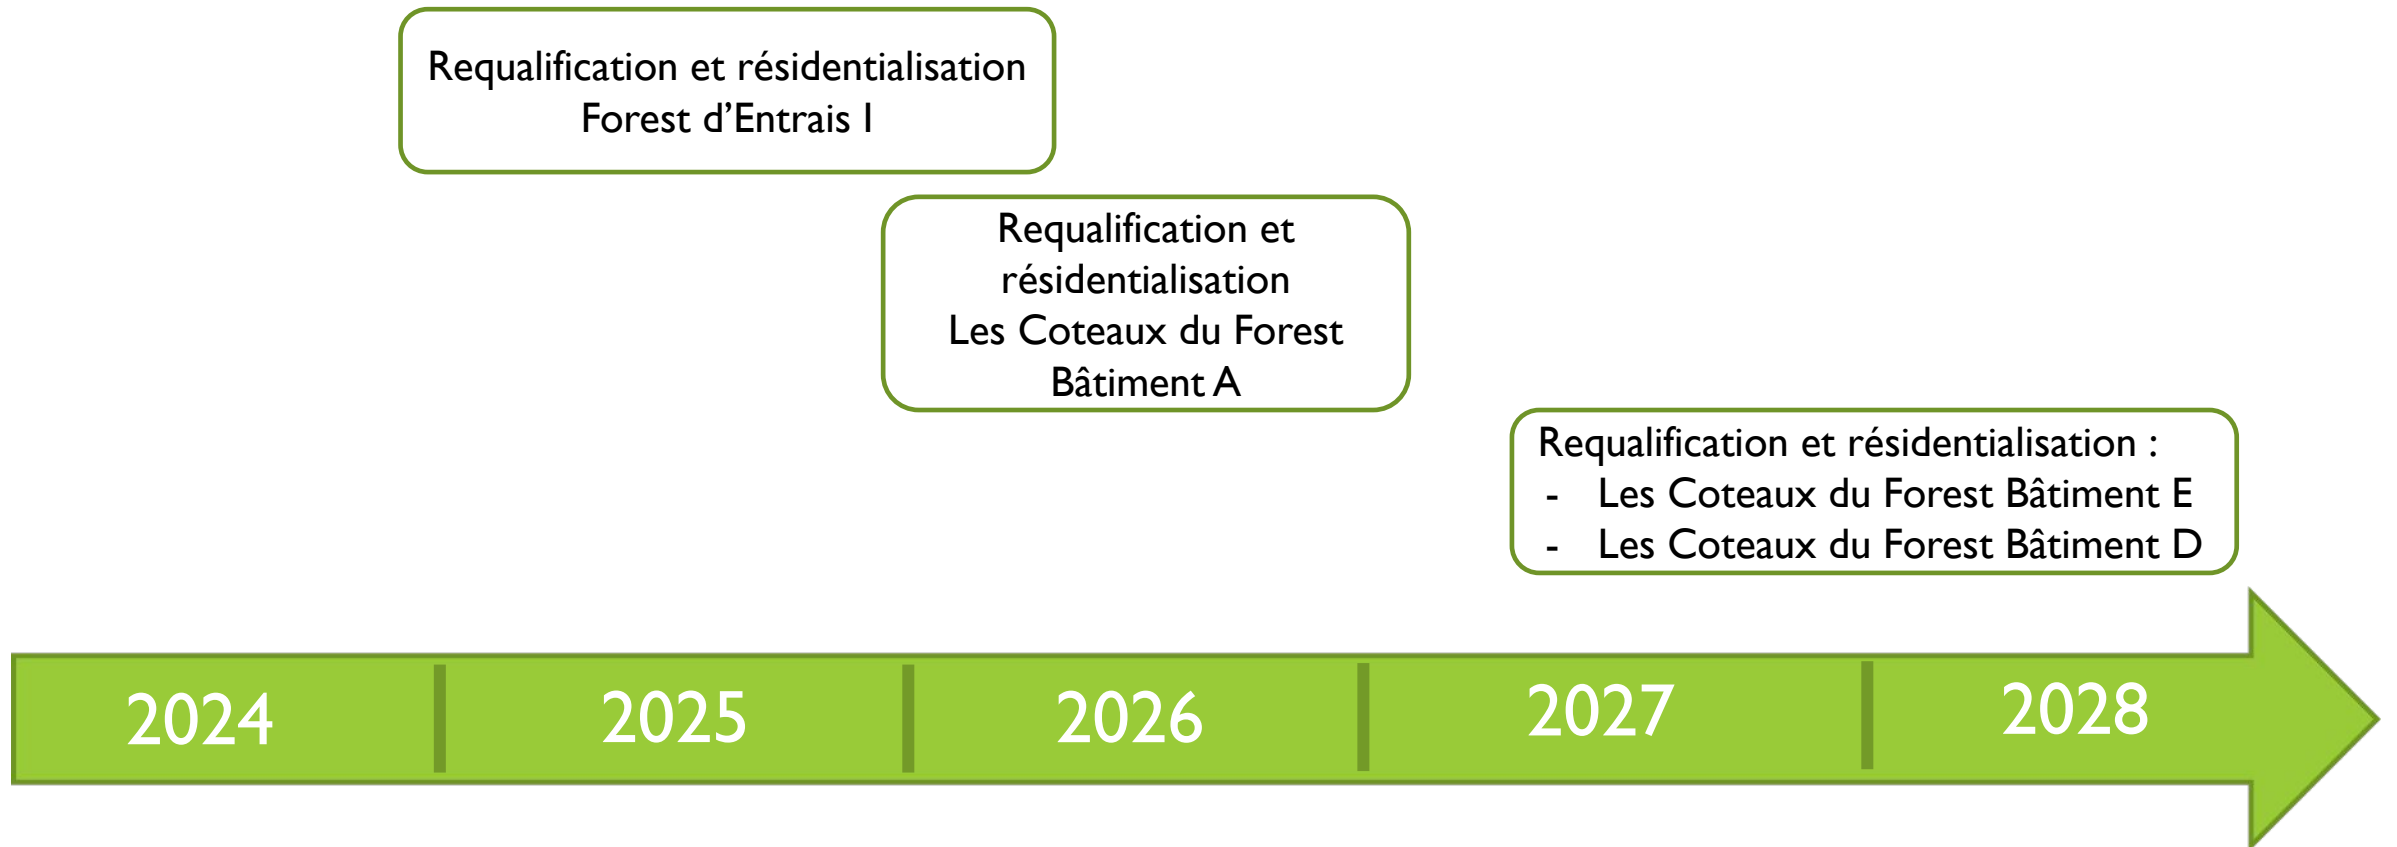 Requalification et résidentialisation
Forest d’Entrais I
Requalification et
résidentialisation
Les Coteaux du Forest
Bâtiment A
Requalification et résidentialisation :
- Les Coteaux du Forest Bâtiment E
- Les Coteaux du Forest Bâtiment D
2024
2025
2026
2027
2028